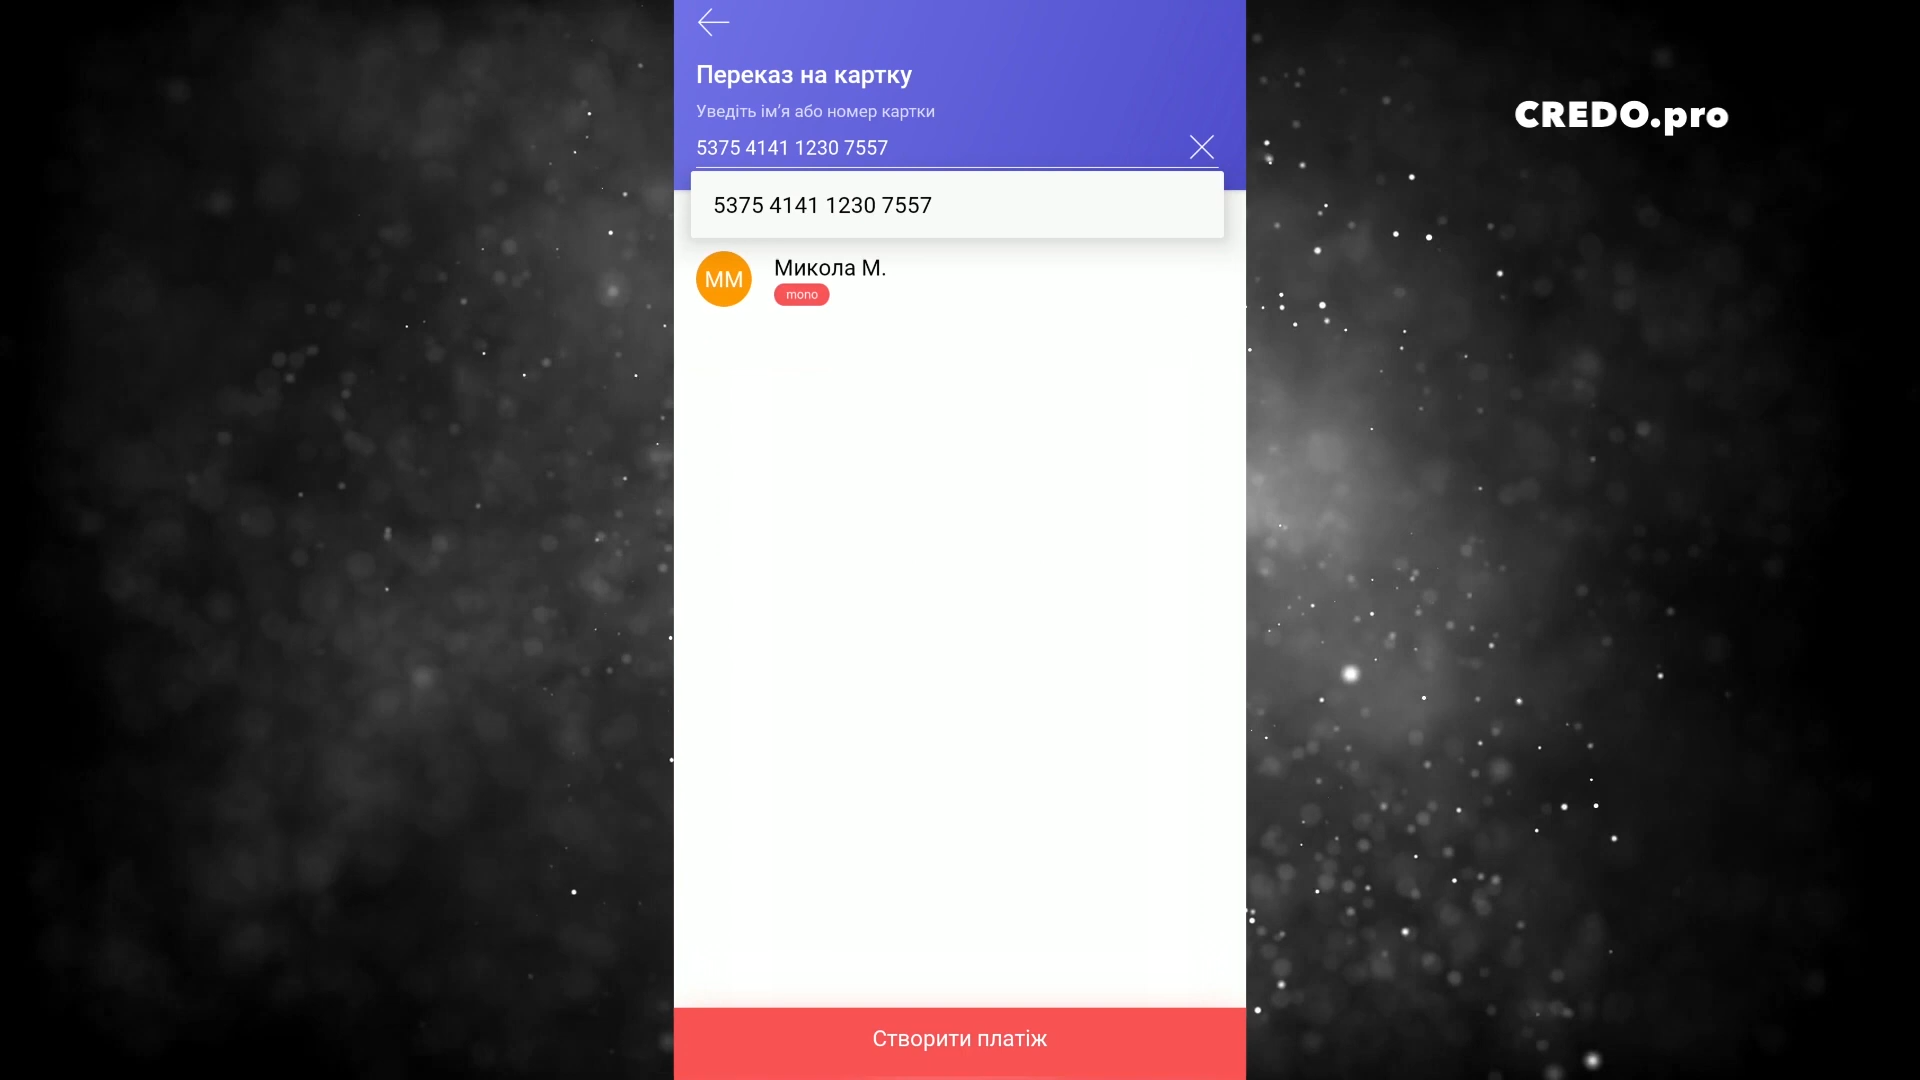 Переказ на картку
Уведіть ім’я або номер картки
5375 4141 1230 7557
5375 4141 1230 7557
ММ
Микола М.
mono
Створити платіж
CREDO.pro